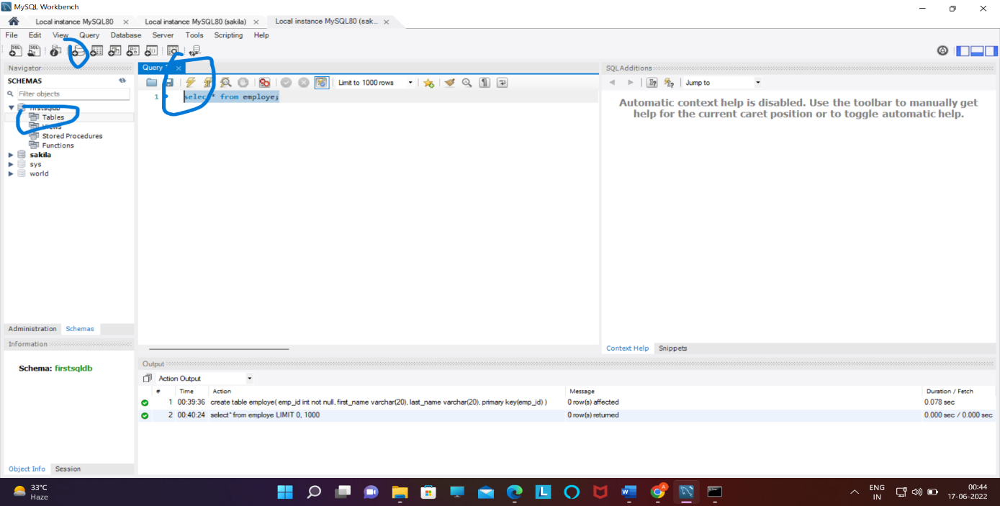 MySQL Workbench
Local instance MySQL80 × Local instance MySQL80 (sakila) × Local instance MySQL80 (sak... ×
File Edit View Query Database Server Tools Scripting Help
Navigator
SCHEMAS
Filter objects
firstsqldb
Tables
Views
Stored Procedures
Functions
sakila
sys
world
Administration Schemas
Information
Schema: firstsqldb
Object Info Session
Query 1 ×
Limit to 1000 rows
1 select* from employe;
SQLAdditions
Jump to
Automatic context help is disabled. Use the toolbar to manually get
help for the current caret position or to toggle automatic help.
Context Help Snippets
Output
Action Output
# Time Action Message Duration / Fetch
1 00:39:36 create table employe( emp_id int not null, first_name varchar(20), last_name varchar(20), primary key(emp_id) ) 0 row(s) affected 0.078 sec
2 00:40:24 select* from employe LIMIT 0, 1000 0 row(s) returned 0.000 sec / 0.000 sec
33°C
Haze
ENG
IN
00:44
17-06-2022